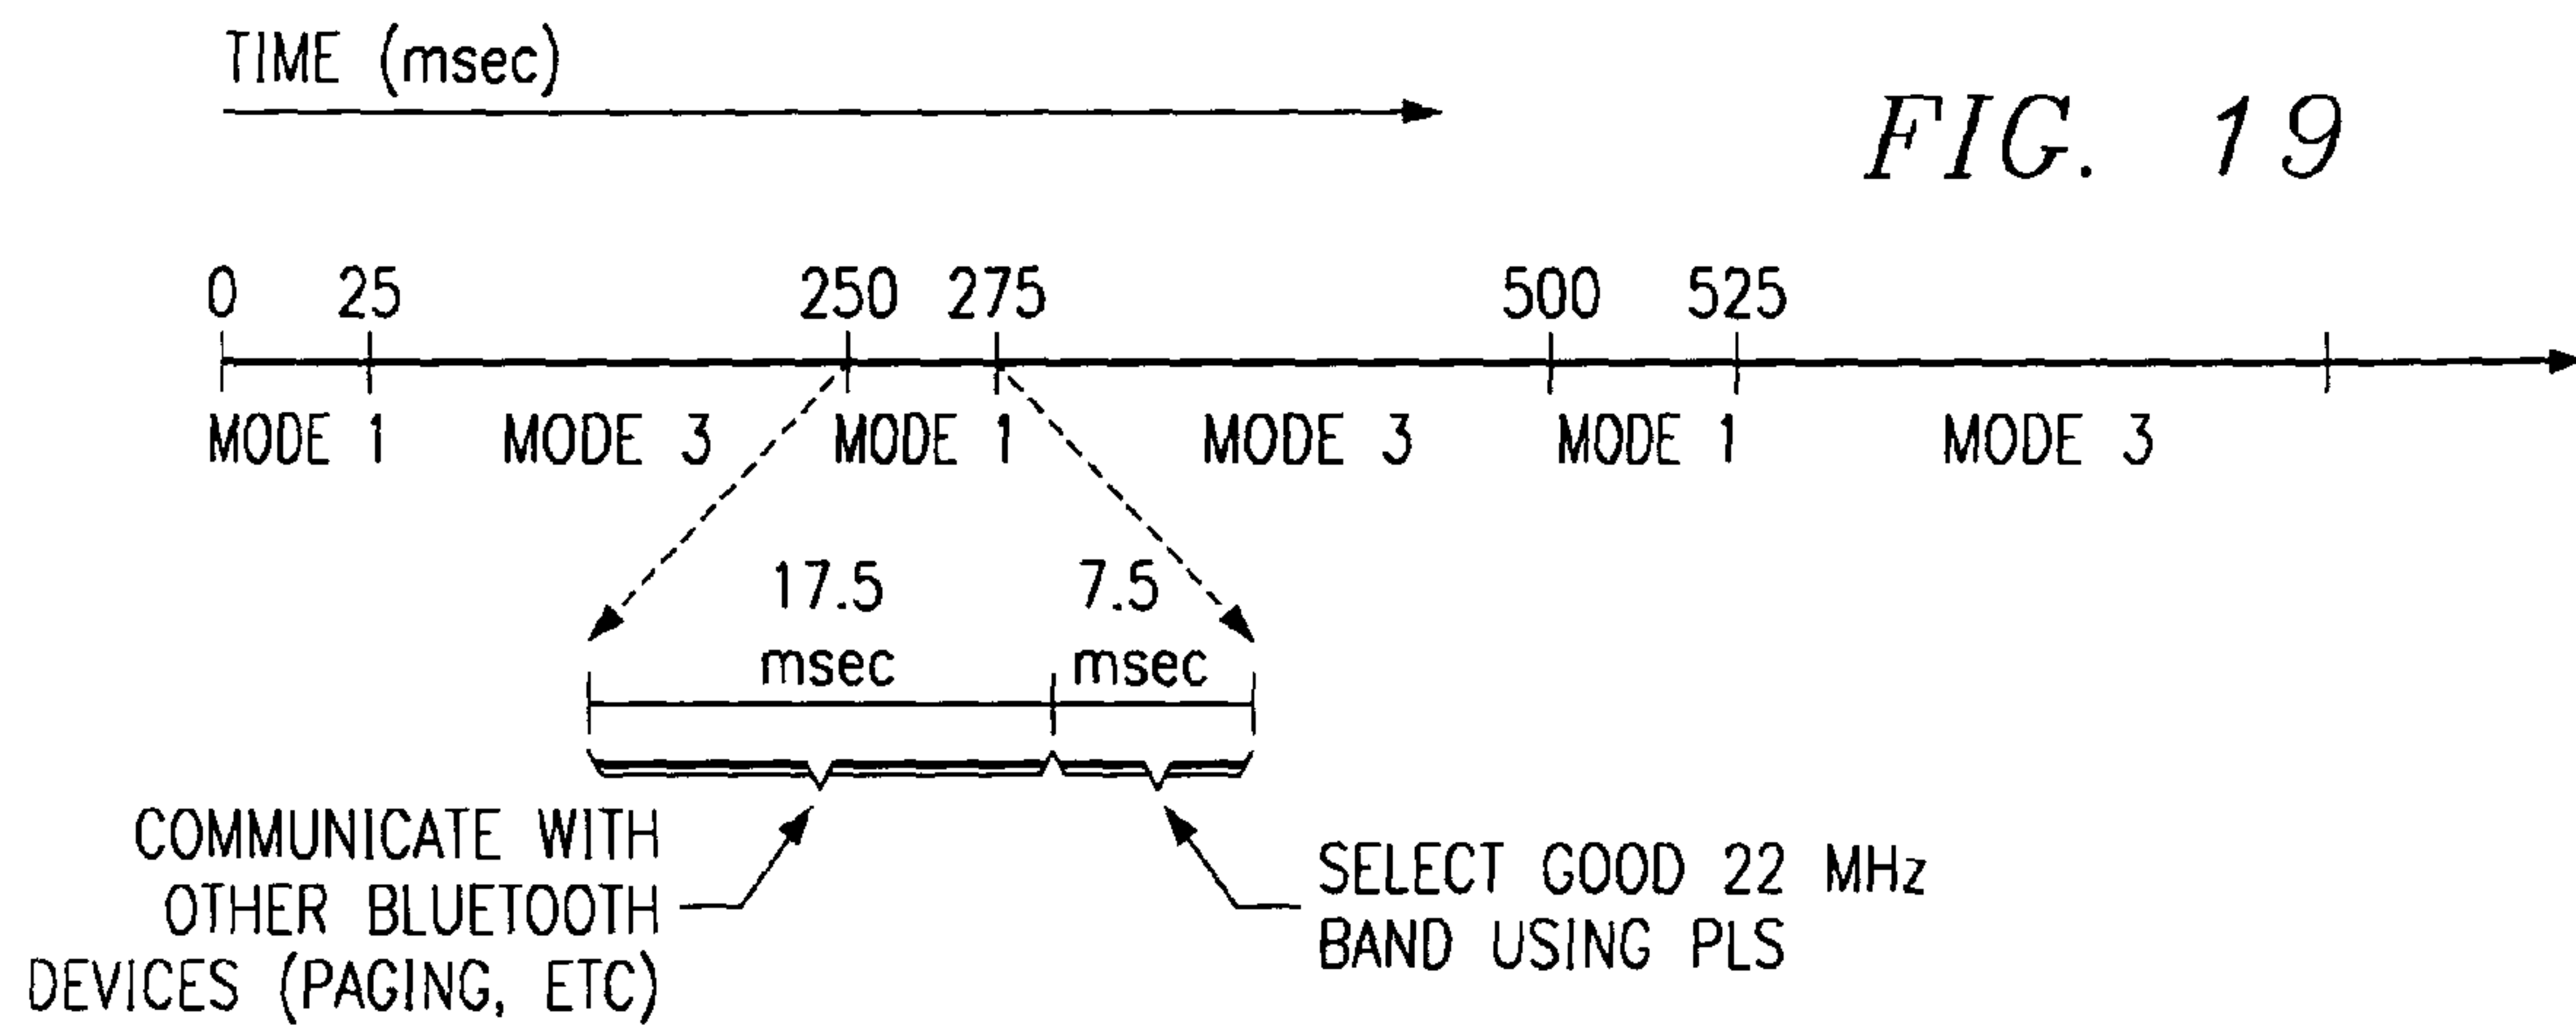 TIME (msec)
FIG. 19
0 25 250 275 500 525
MODE 1 MODE 3 MODE 1 MODE 3 MODE 1 MODE 3
17.5 7.5
msec msec
COMMUNICATE WITH
OTHER BLUETOOTH
DEVICES (PAGING, ETC)
SELECT GOOD 22 MHz
BAND USING PLS